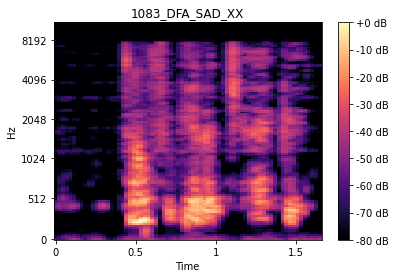 1083_DFA_SAD_XX
+0 dB
8192
-10 dB
4096
-20 dB
-30 dB
2048
Hz
-40 dB
1024
-50 dB
512
-60 dB
-70 dB
0
-80 dB
0 0.5 1 1.5
Time